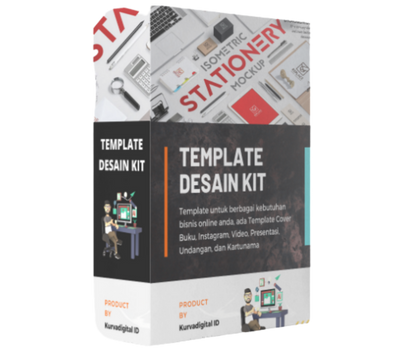 STA
ISOMETRIC
STATIONERY
MOCKUP
TEMPLATE
DESAIN KIT
PRODUCT
BY
Kurvadigital ID
TEMPLATE
DESAIN KIT
Template untuk berbagai kebutuhan
bisnis online anda, ada Template Cover
Buku, Instagram, Video, Presentasi,
Undangan, dan Kartunama
PRODUCT
BY
Kurvadigital ID